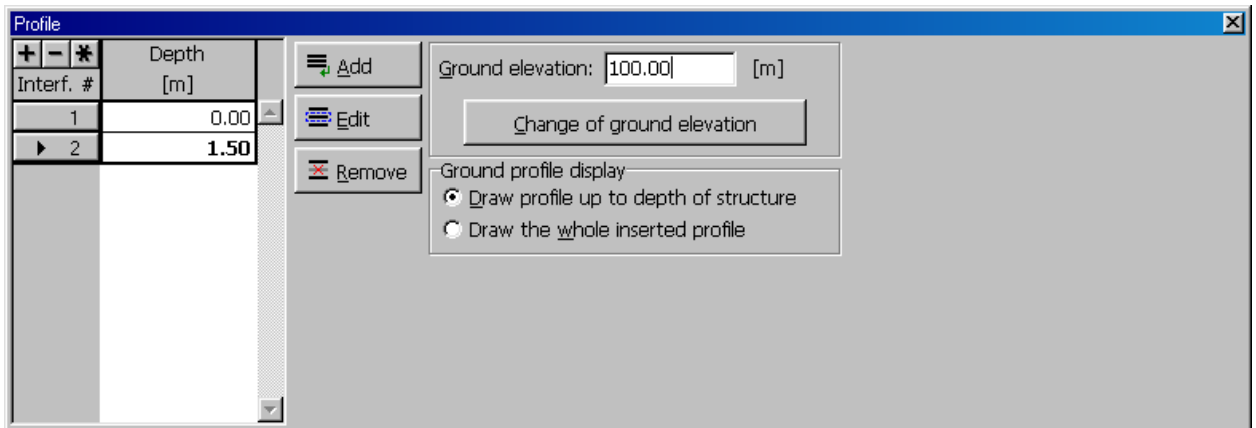 Profile
+ - * Depth
Interf. # [m]
1 0.00
2 1.50
Add
Edit
Remove
Ground elevation: 100.00 [m]
Change of ground elevation
Ground profile display
Draw profile up to depth of structure
Draw the whole inserted profile